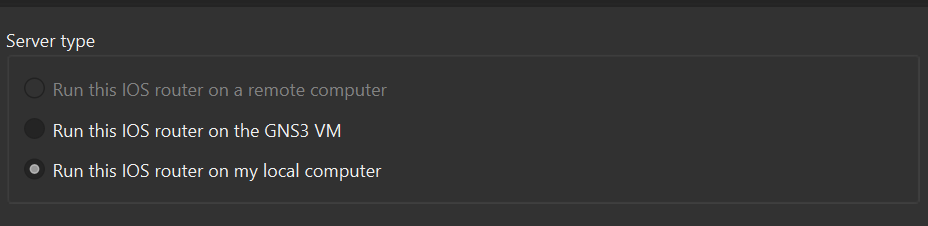 Server type
Run this IOS router on a remote computer
Run this IOS router on the GNS3 VM
Run this IOS router on my local computer